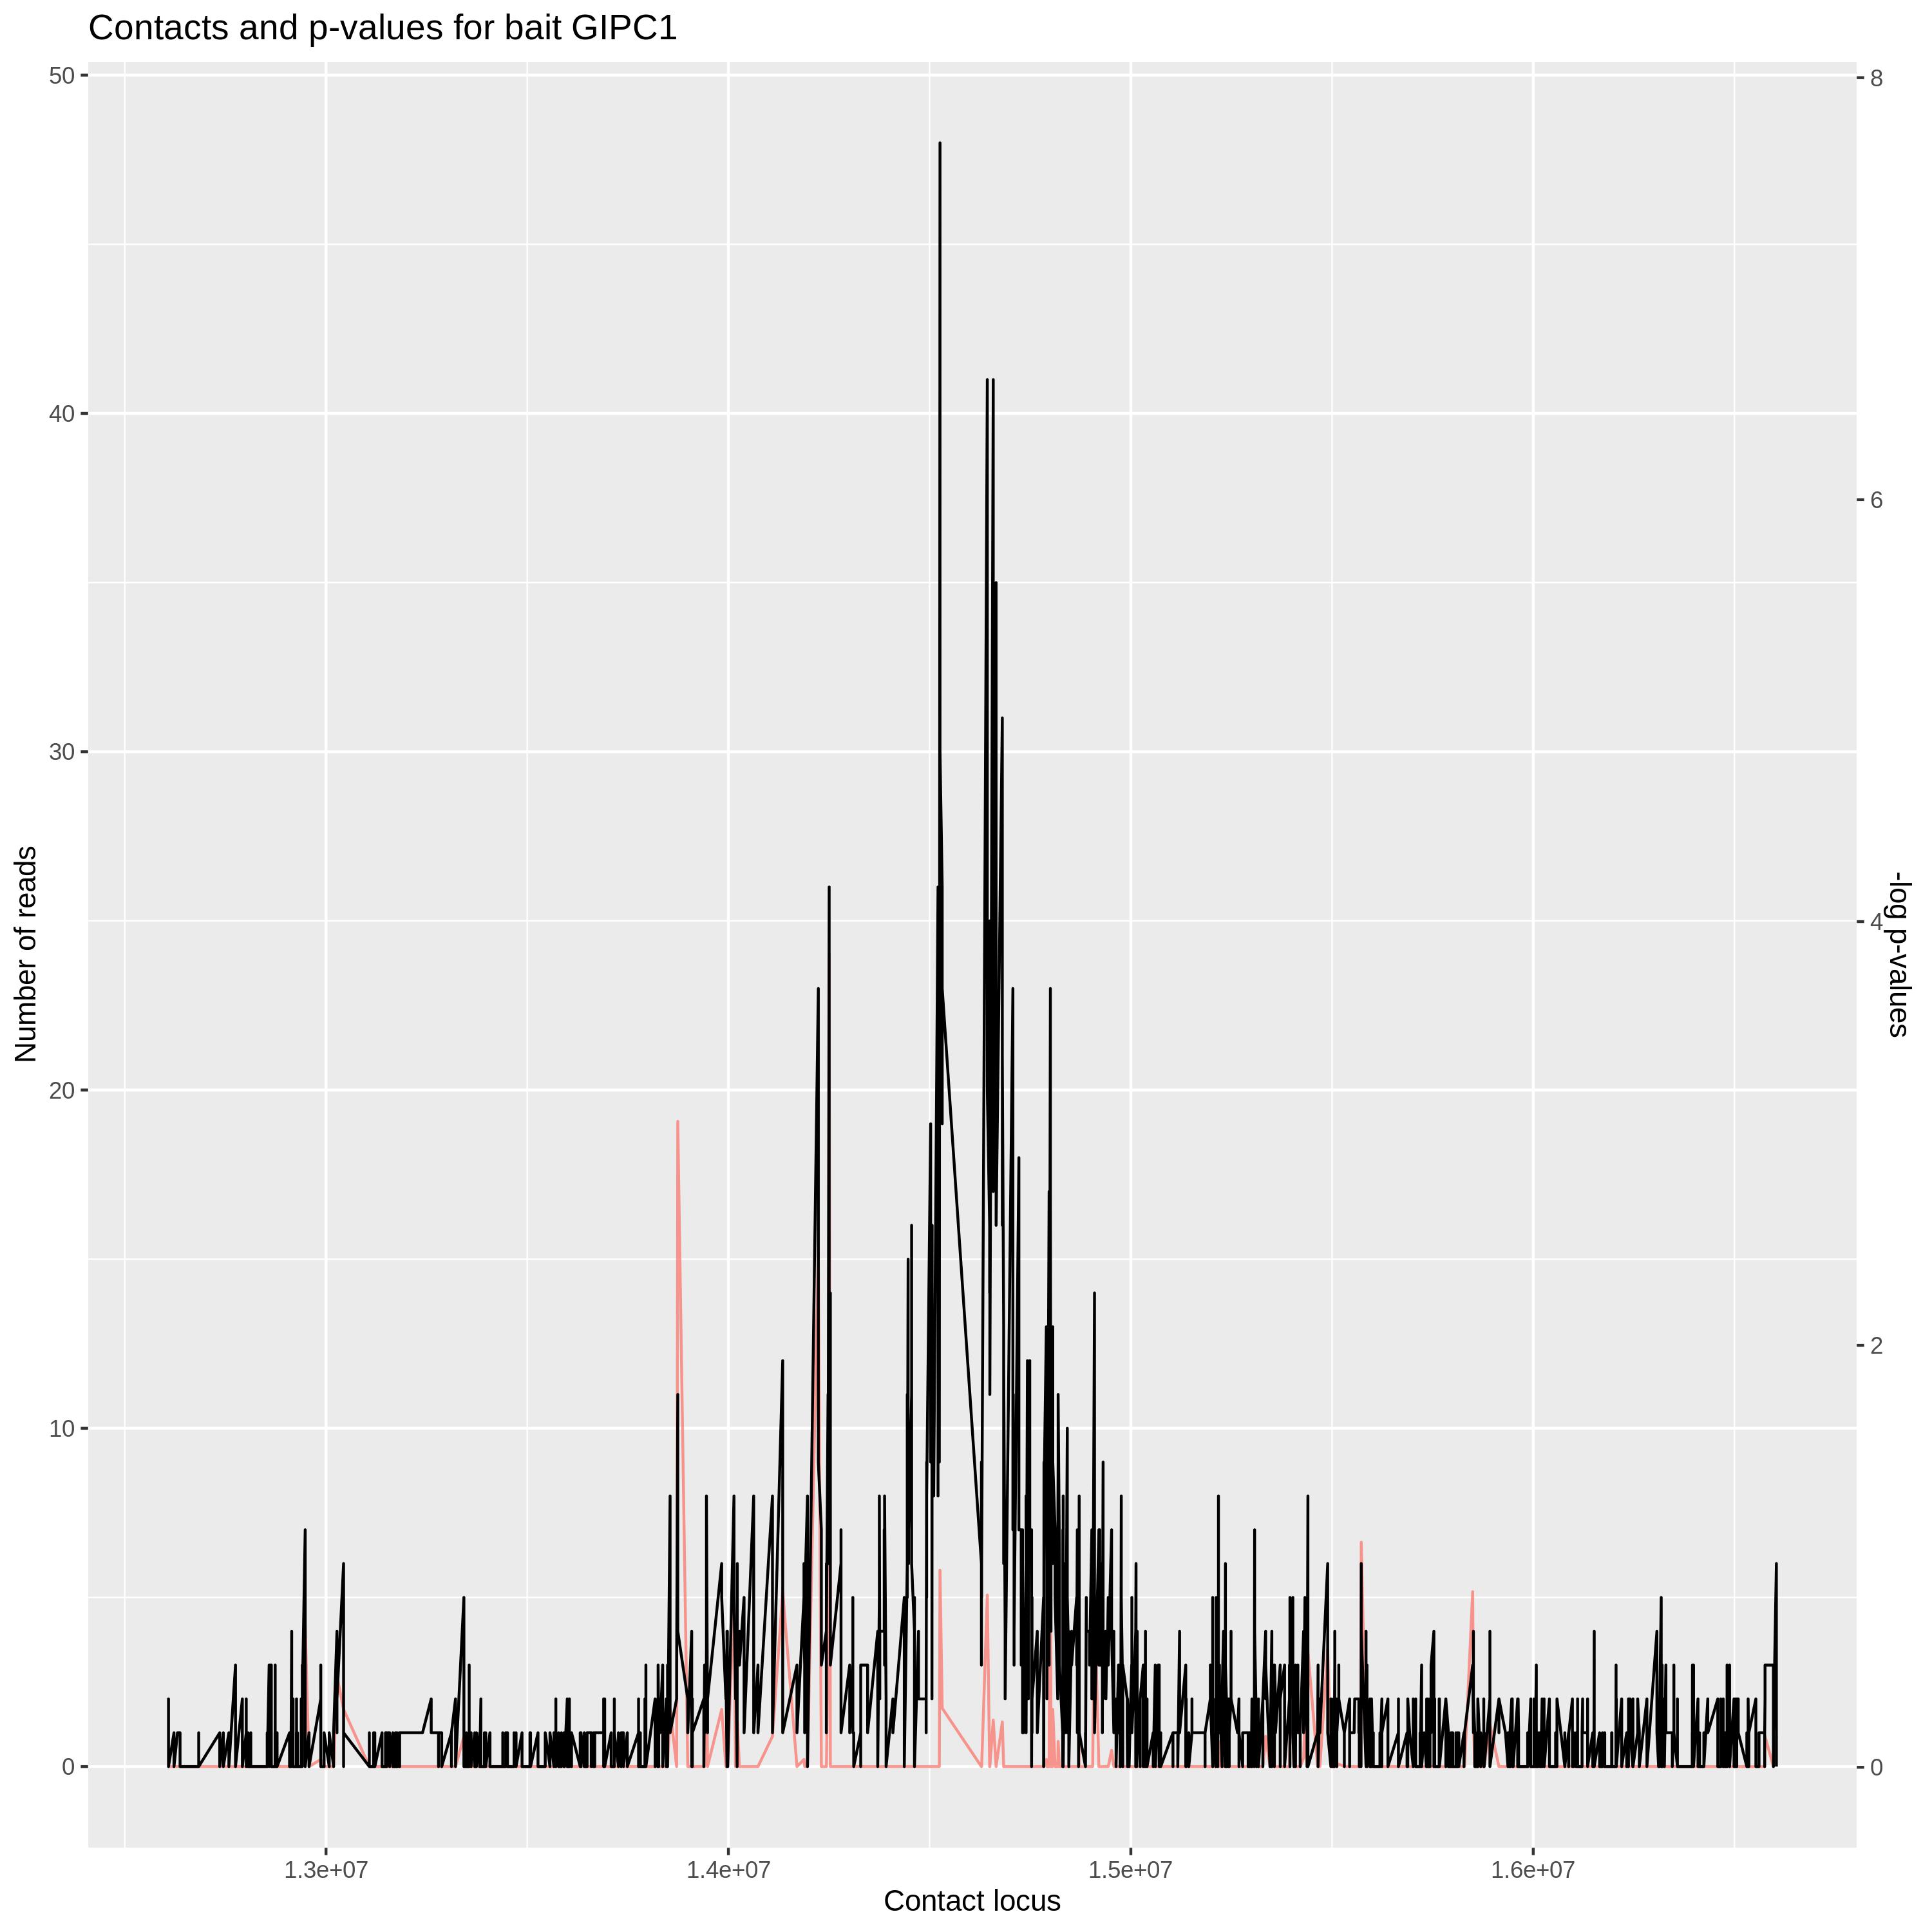 Contacts and p-values for bait GIPC1
50
40
30
20
10
0
Number of reads
8
6
4
2
0
-log p-values
1.3e+07
1.4e+07
1.5e+07
1.6e+07
Contact locus